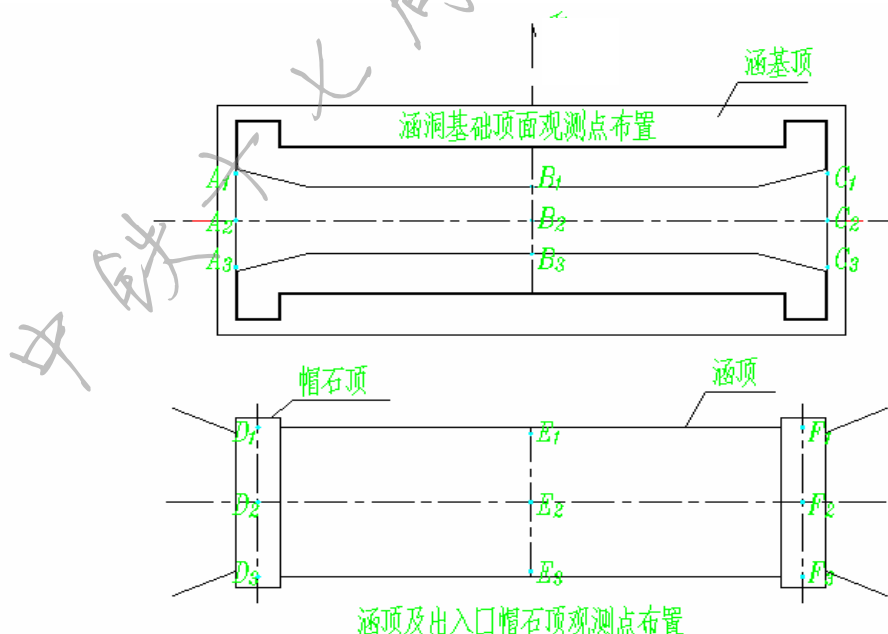 涵基顶
涵洞基础顶面观测点布置
A1 B1 C1
A2 B2 C2
A3 B3 C3
帽石顶
涵顶
D1 E1 F1
D2 E2 F2
D3 E3 F3
涵顶及出入口帽石顶观测点布置
中铁